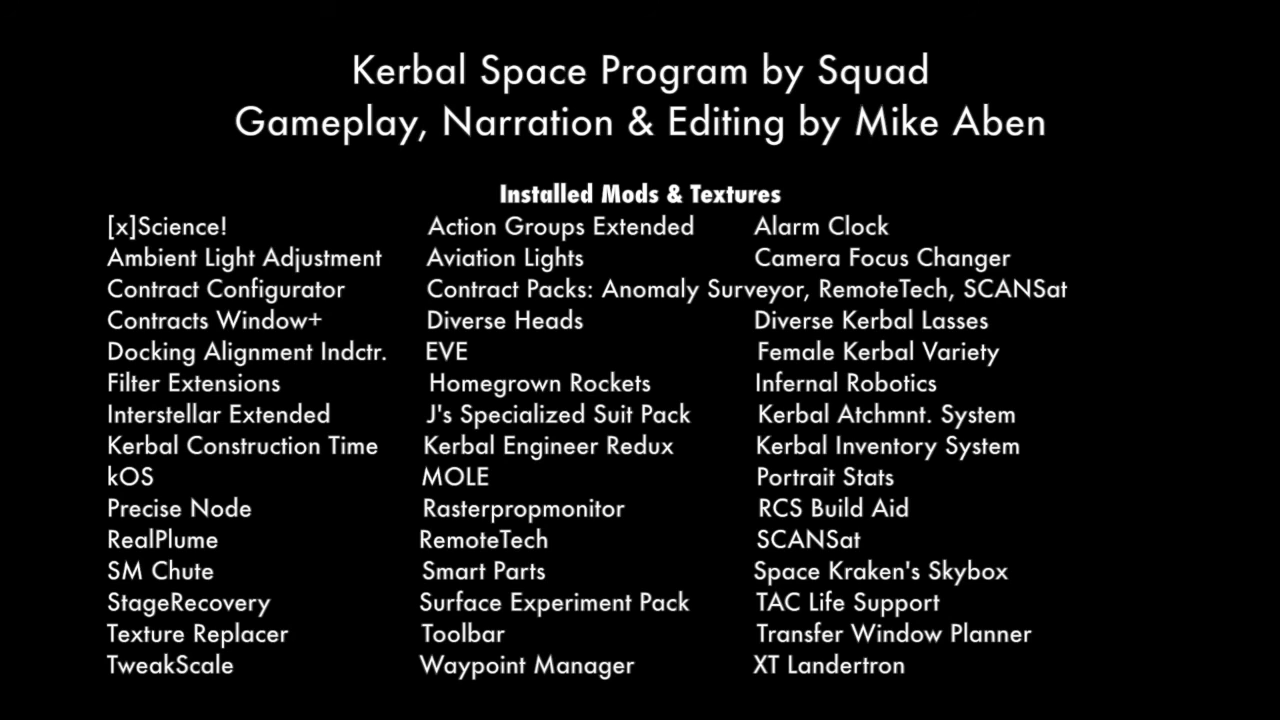 Kerbal Space Program by Squad
Gameplay, Narration & Editing by Mike Aben
Installed Mods & Textures
[x]Science! Action Groups Extended Alarm Clock
Ambient Light Adjustment Aviation Lights Camera Focus Changer
Contract Configurator Contract Packs: Anomaly Surveyor, RemoteTech, SCANSat
Contracts Window+ Diverse Heads Diverse Kerbal Lasses
Docking Alignment Indctr. EVE Female Kerbal Variety
Filter Extensions Homegrown Rockets Infernal Robotics
Interstellar Extended J's Specialized Suit Pack Kerbal Atchmnt. System
Kerbal Construction Time Kerbal Engineer Redux Kerbal Inventory System
kOS MOLE Portrait Stats
Precise Node Rasterpropmonitor RCS Build Aid
RealPlume RemoteTech SCANSat
SM Chute Smart Parts Space Kraken's Skybox
StageRecovery Surface Experiment Pack TAC Life Support
Texture Replacer Toolbar Transfer Window Planner
TweakScale Waypoint Manager XT Landertron